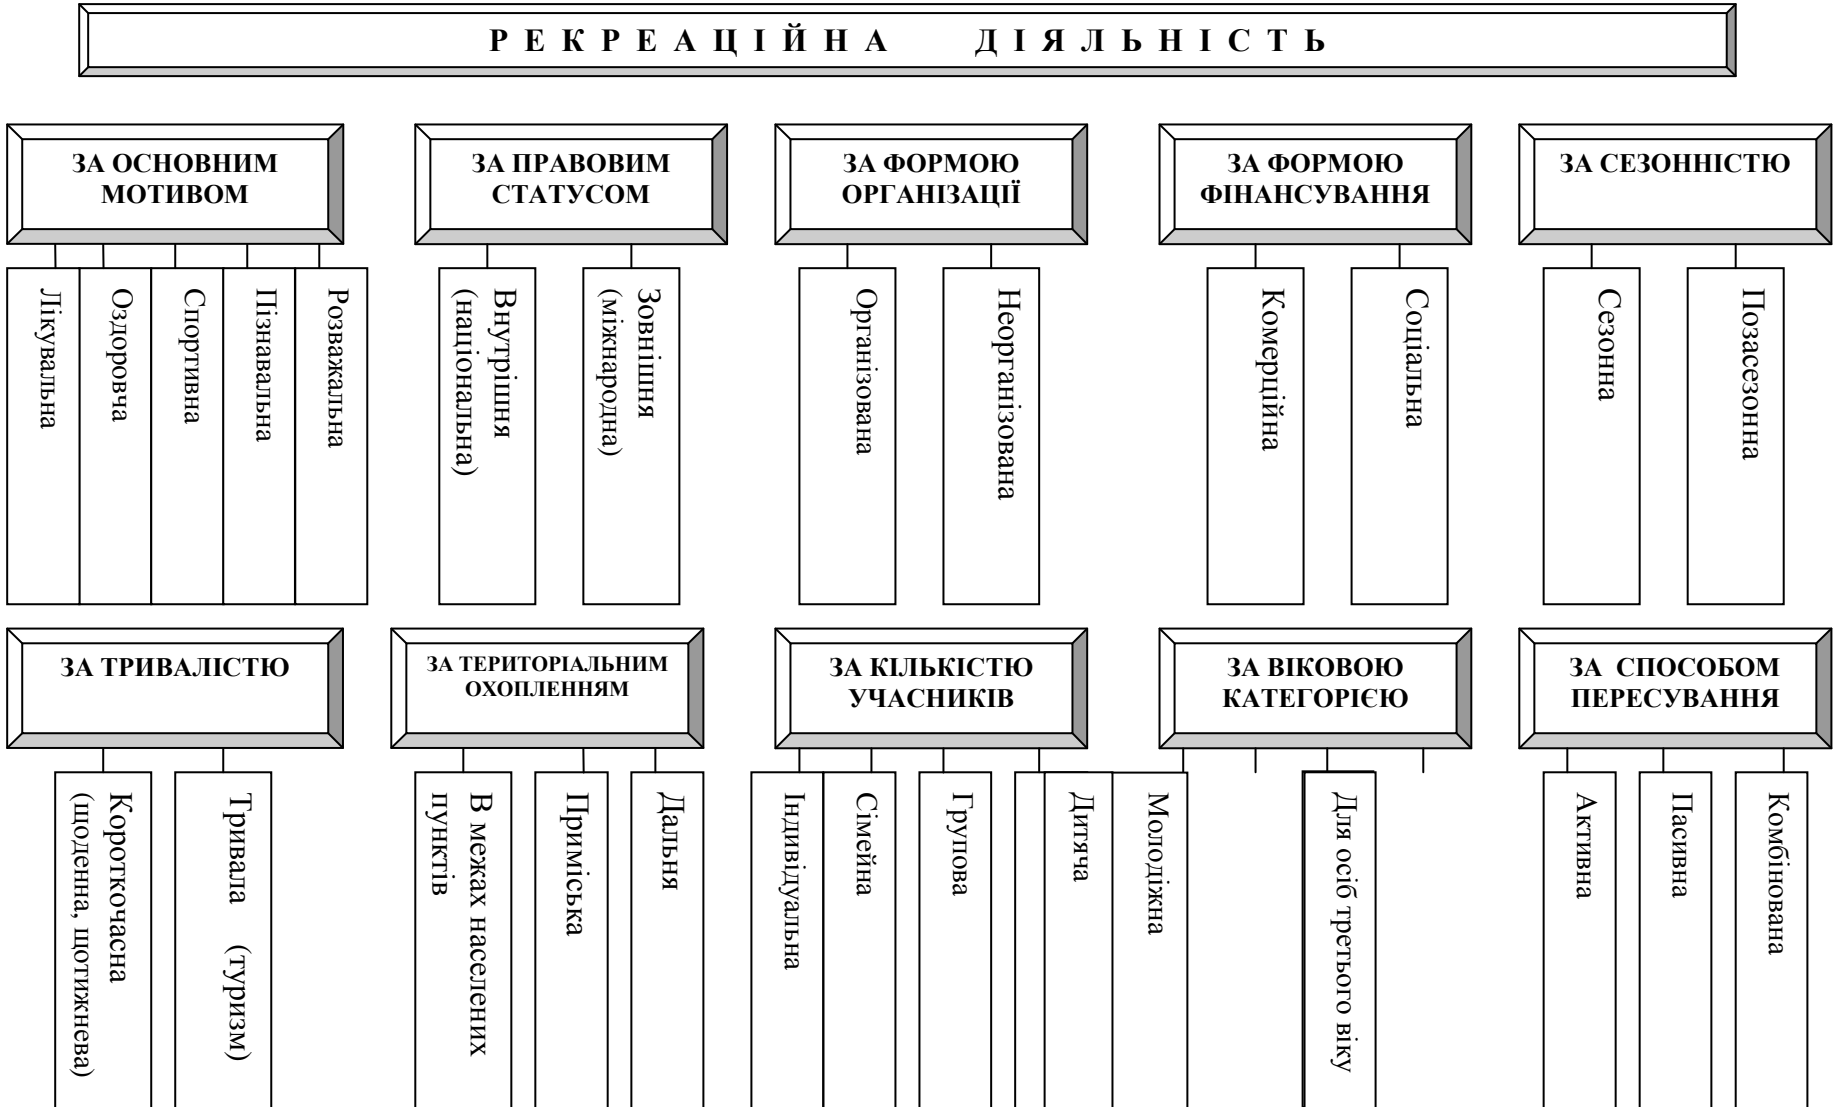 РЕКРЕАЦІЙНА ДІЯЛЬНІСТЬ
ЗА ОСНОВНИМ
МОТИВОМ
Лікувальна
Оздоровча
Спортивна
Пізнавальна
Розважальна
ЗА ПРАВОВИМ
СТАТУСОМ
Внутрішня
(національна)
Зовнішня
(міжнародна)
ЗА ФОРМОЮ
ОРГАНІЗАЦІЇ
Організована
Неорганізована
ЗА ФОРМОЮ
ФІНАНСУВАННЯ
Комерційна
Соціальна
ЗА СЕЗОННІСТЮ
Сезонна
Позасезонна
ЗА ТРИВАЛІСТЮ
Короткочасна
(щоденна, щотижнева)
Тривала (туризм)
ЗА ТЕРИТОРІАЛЬНИМ
ОХОПЛЕННЯМ
В межах населених
пунктів
Приміська
Дальня
ЗА КІЛЬКІСТЮ
УЧАСНИКІВ
Індивідуальна
Сімейна
Групова
Дитяча
ЗА ВІКОВОЮ
КАТЕГОРІЄЮ
Молодіжна
Для осіб третього віку
ЗА СПОСОБОМ
ПЕРЕСУВАННЯ
Активна
Пасивна
Комбінована